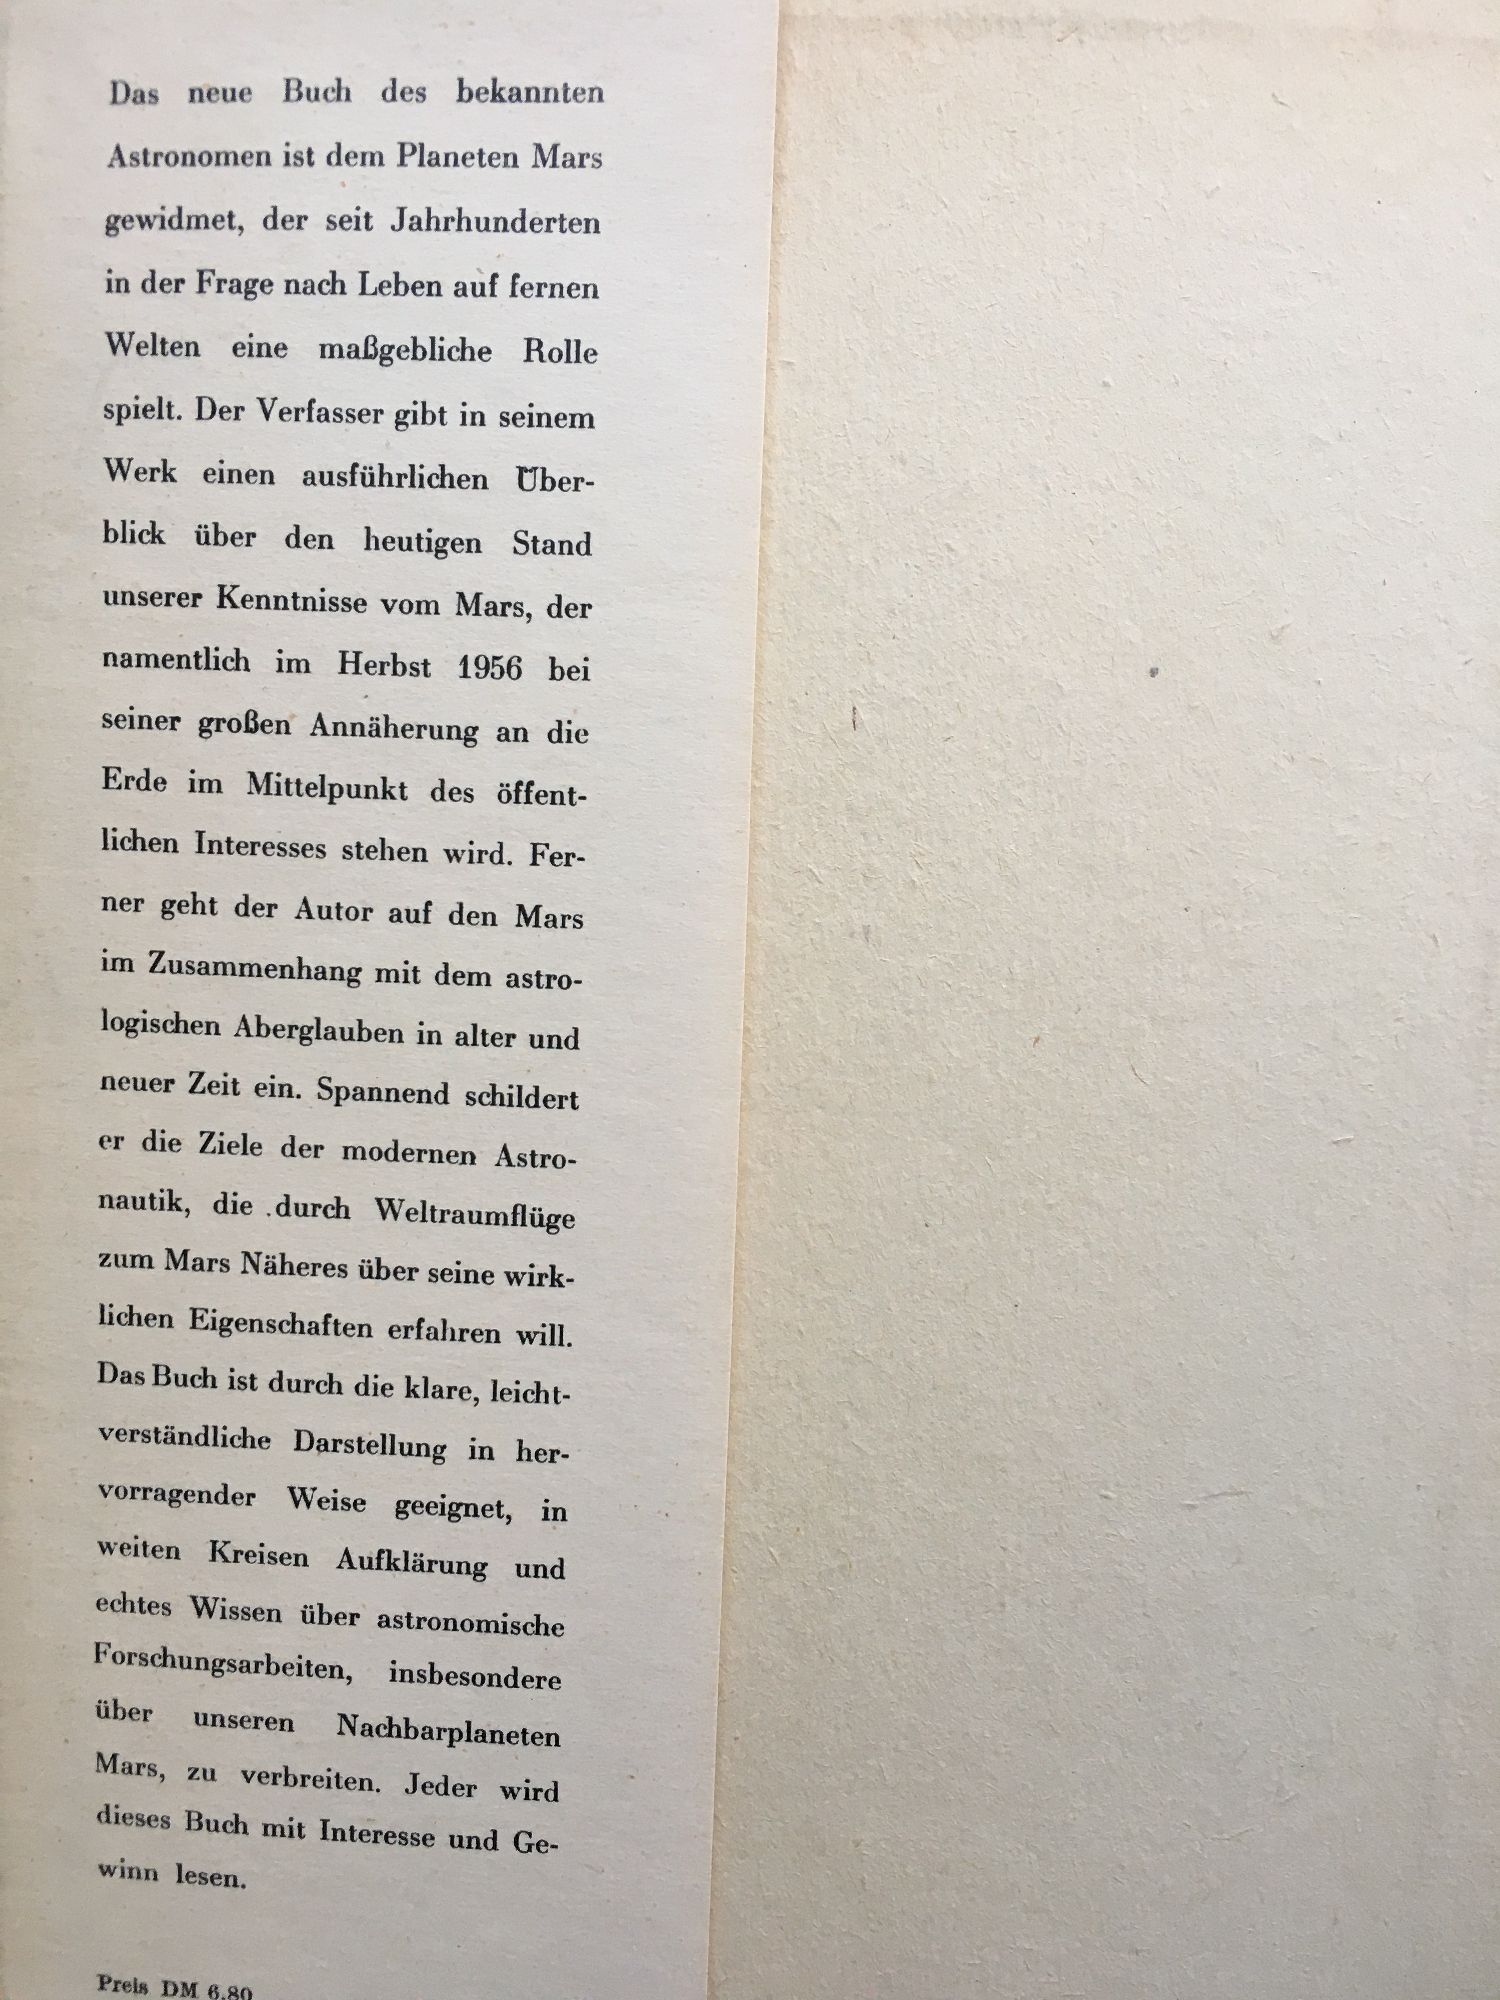 Das neue Buch des bekannten
Astronomen ist dem Planeten Mars
gewidmet, der seit Jahrhunderten
in der Frage nach Leben auf fernen
Welten eine maßgebliche Rolle
spielt. Der Verfasser gibt in seinem
Werk einen ausführlichen Über-
blick über den heutigen Stand
unserer Kenntnisse vom Mars, der
namentlich im Herbst 1956 bei
seiner großen Annäherung an die
Erde im Mittelpunkt des öffent-
lichen Interesses stehen wird. Fer-
ner geht der Autor auf den Mars
im Zusammenhang mit dem astro-
logischen Aberglauben in alter und
neuer Zeit ein. Spannend schildert
er die Ziele der modernen Astro-
nautik, die durch Weltraumflüge
zum Mars Näheres über seine wirk-
lichen Eigenschaften erfahren will.
Das Buch ist durch die klare, leicht-
verständliche Darstellung in her-
vorragender Weise geeignet, in
weiten Kreisen Aufklärung und
echtes Wissen über astronomische
Forschungsarbeiten, insbesondere
über unseren Nachbarplaneten
Mars, zu verbreiten. Jeder wird
dieses Buch mit Interesse und Ge-
winn lesen.
Preis DM 6.80